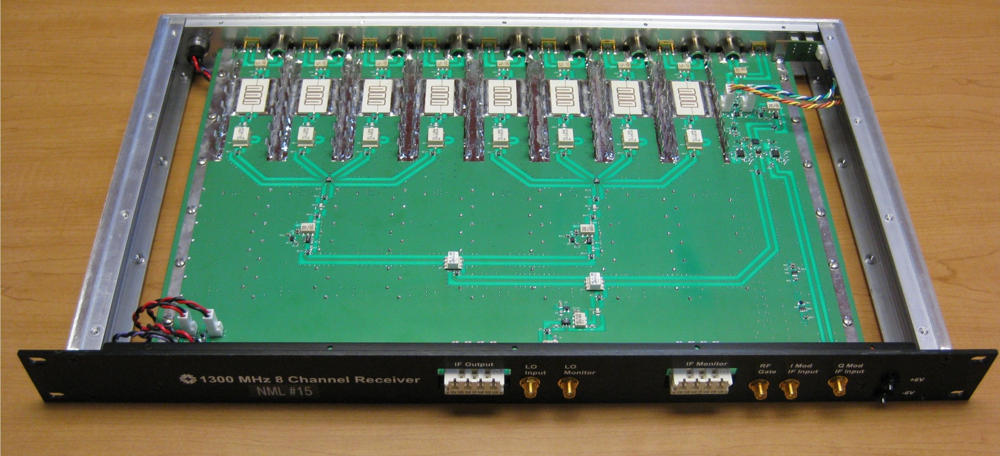 IF Output
LO
Input
LO
Monitor
IF Monitor
RF
Gate
I Mod
IF Input
Q Mod
IF Input
+6V
-6V
1300 MHz 8 Channel Receiver
NML #15